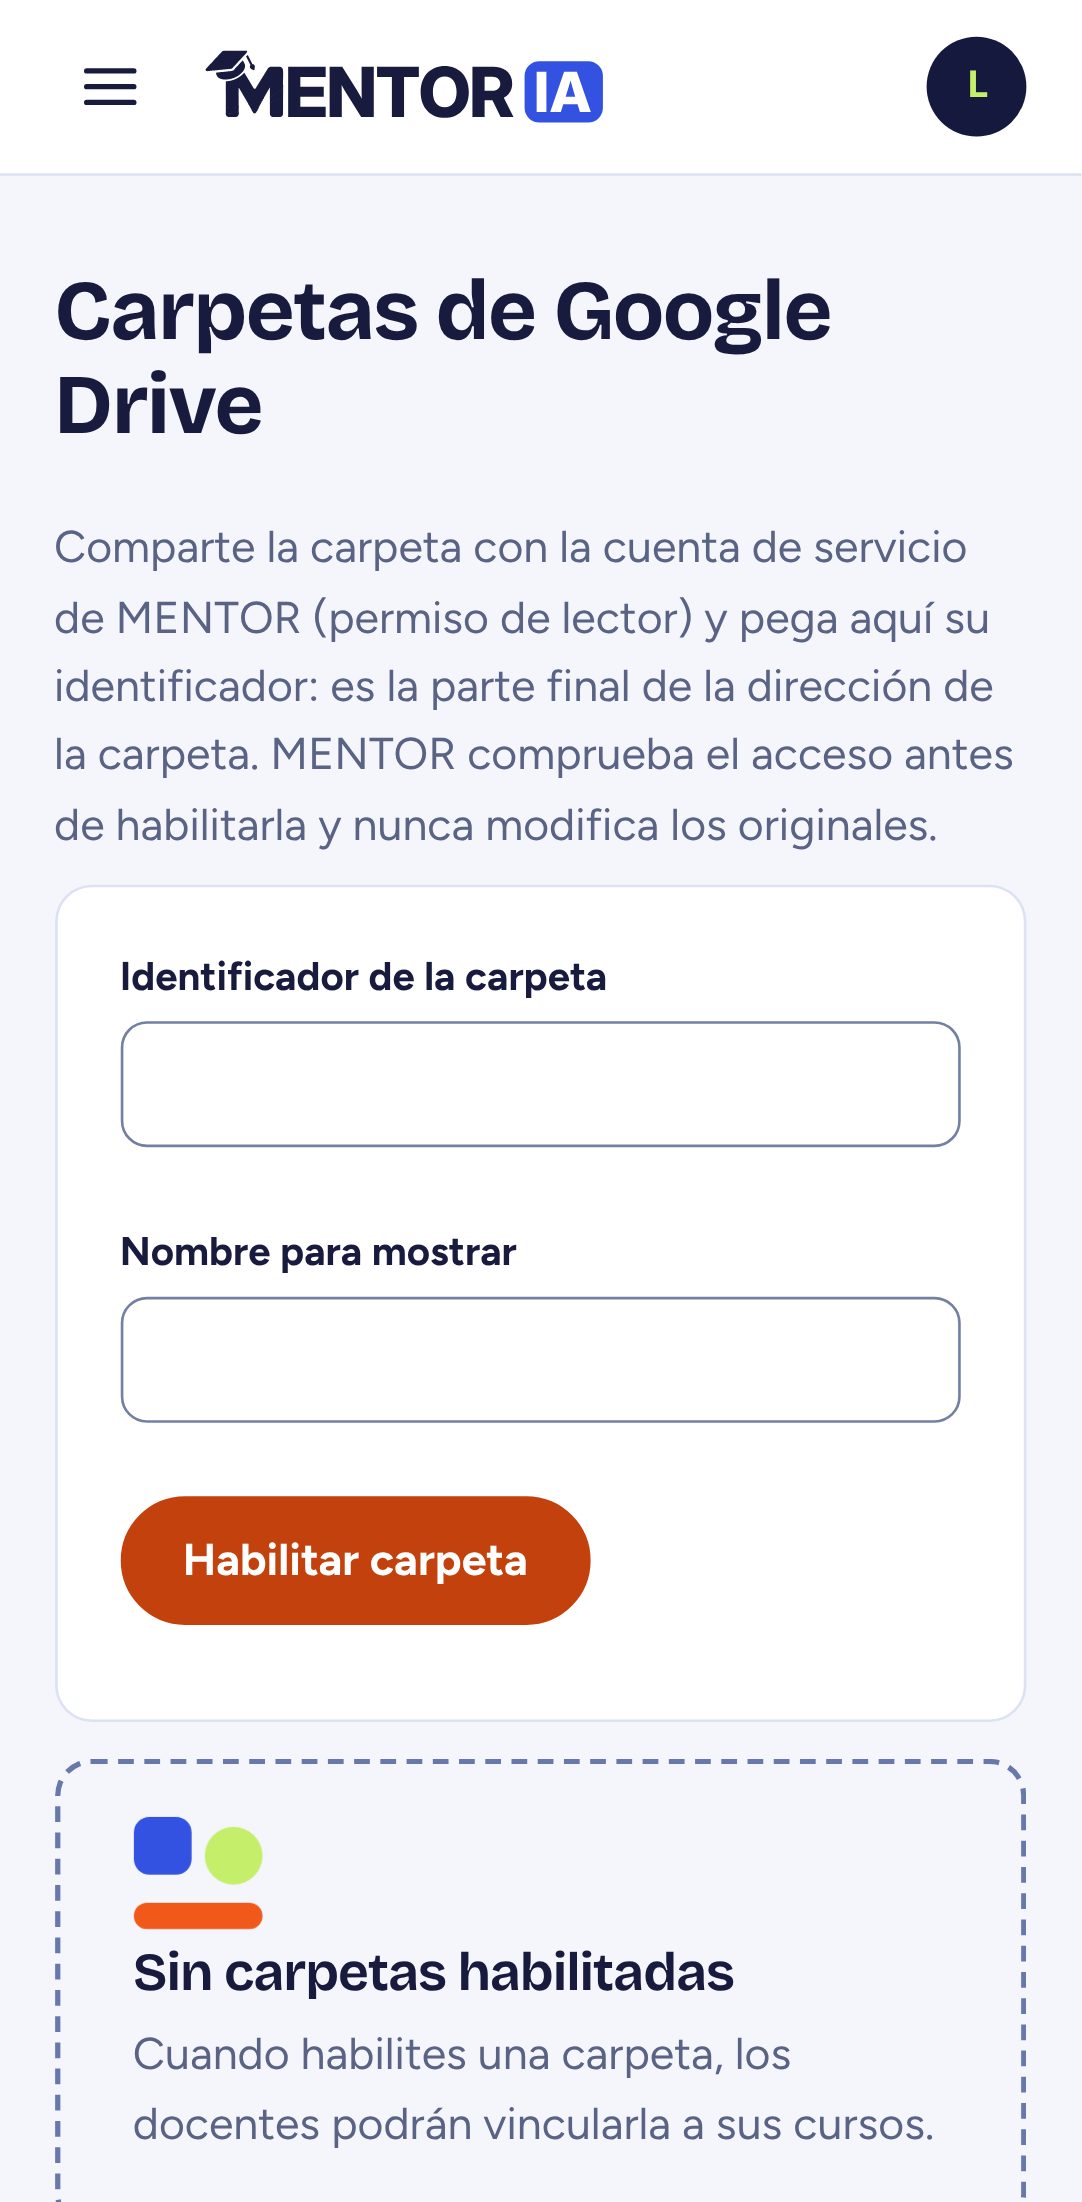 MENTOR IA
L
Carpetas de Google
Drive
Comparte la carpeta con la cuenta de servicio
de MENTOR (permiso de lector) y pega aquí su
identificador: es la parte final de la dirección de
la carpeta. MENTOR comprueba el acceso antes
de habilitarla y nunca modifica los originales.
Identificador de la carpeta
Nombre para mostrar
Habilitar carpeta
Sin carpetas habilitadas
Cuando habilites una carpeta, los
docentes podrán vincularla a sus cursos.